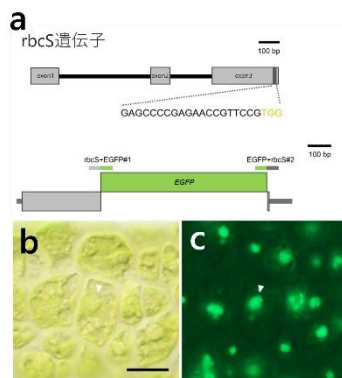 a
rbcS遺伝子
100 bp
exon1 exon2 exon3
GAGCCCCGAGAACCGTTCCGTGG
100 bp
rbcS+EGFP#1 EGFP+rbcS#2
EGFP
b c